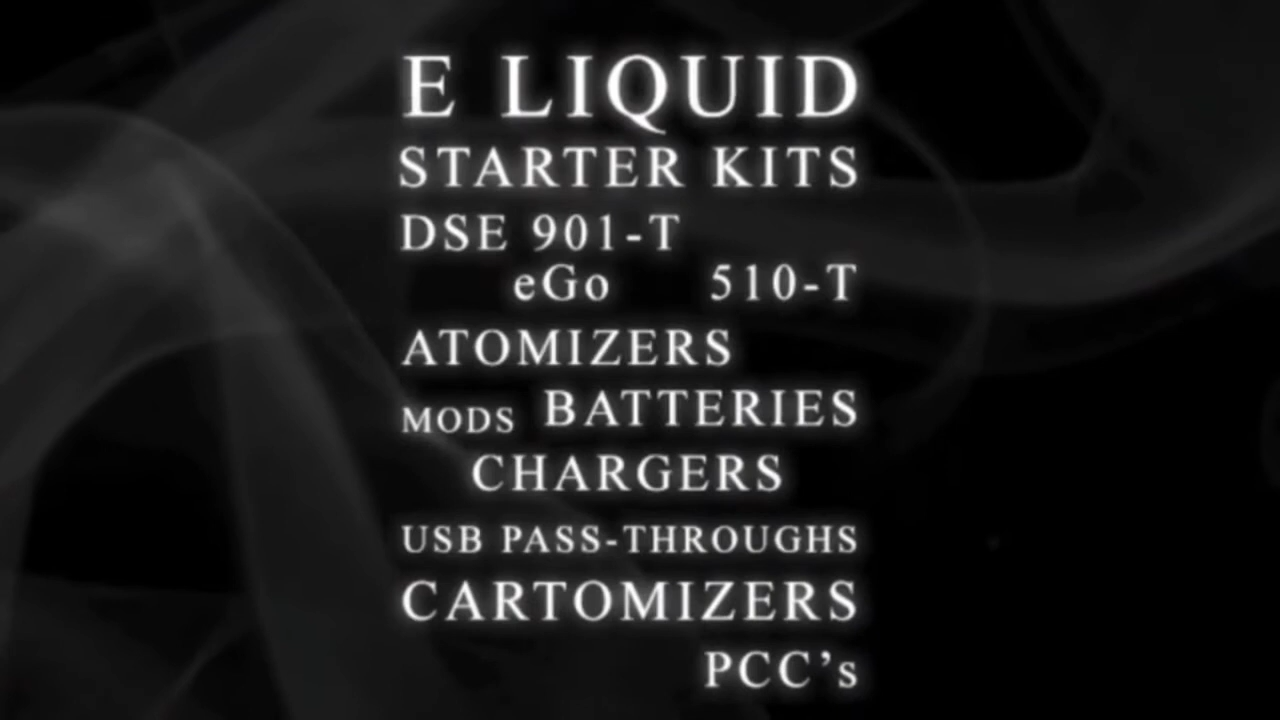 E LIQUID
STARTER KITS
DSE 901-T
eGo 510-T
ATOMIZERS
MODS BATTERIES
CHARGERS
USB PASS-THROUGHS
CARTOMIZERS
PCC’s